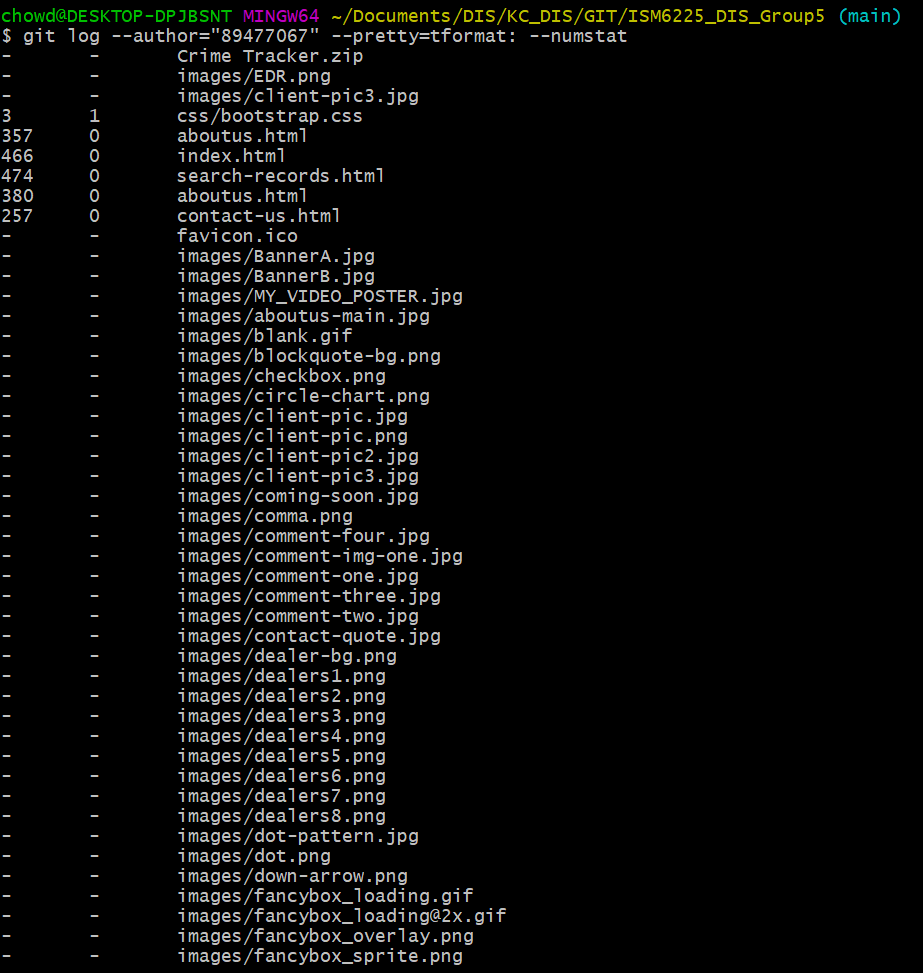 chowd@DESKTOP-DPJBSNT MINGW64 ~/Documents/DIS/KC_DIS/GIT/ISM6225_DIS_Group5 (main)
$ git log --author="89477067" --pretty=tformat: --numstat
-       -       Crime Tracker.zip
-       -       images/EDR.png
-       -       images/client-pic3.jpg
3       1       css/bootstrap.css
357     0       aboutus.html
466     0       index.html
474     0       search-records.html
380     0       aboutus.html
257     0       contact-us.html
-       -       favicon.ico
-       -       images/BannerA.jpg
-       -       images/BannerB.jpg
-       -       images/MY_VIDEO_POSTER.jpg
-       -       images/aboutus-main.jpg
-       -       images/blank.gif
-       -       images/blockquote-bg.png
-       -       images/checkbox.png
-       -       images/circle-chart.png
-       -       images/client-pic.jpg
-       -       images/client-pic.png
-       -       images/client-pic2.jpg
-       -       images/client-pic3.jpg
-       -       images/coming-soon.jpg
-       -       images/comma.png
-       -       images/comment-four.jpg
-       -       images/comment-img-one.jpg
-       -       images/comment-one.jpg
-       -       images/comment-three.jpg
-       -       images/comment-two.jpg
-       -       images/contact-quote.jpg
-       -       images/dealer-bg.png
-       -       images/dealers1.png
-       -       images/dealers2.png
-       -       images/dealers3.png
-       -       images/dealers4.png
-       -       images/dealers5.png
-       -       images/dealers6.png
-       -       images/dealers7.png
-       -       images/dealers8.png
-       -       images/dot-pattern.jpg
-       -       images/dot.png
-       -       images/down-arrow.png
-       -       images/fancybox_loading.gif
-       -       images/fancybox_loading@2x.gif
-       -       images/fancybox_overlay.png
-       -       images/fancybox_sprite.png